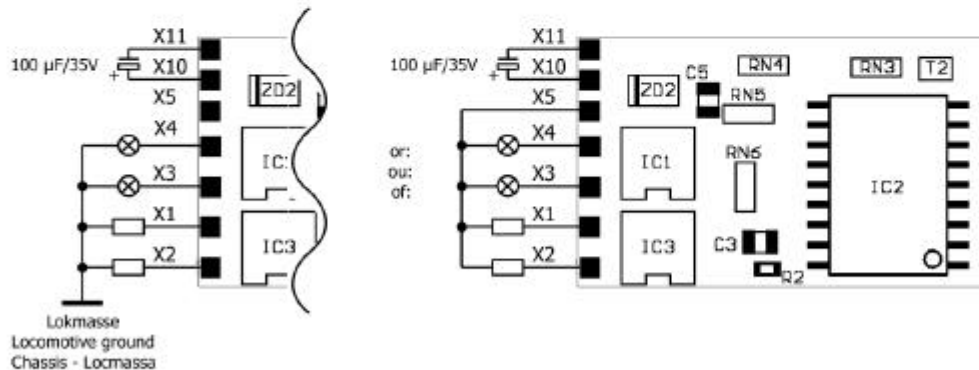 X11
100 µF/35V
+
X10
X5
ZD2
X4
IC1
X3
X1
IC3
X2
Lokmasse
Locomotive ground
Chassis - Locmassa
or:
ou:
of:
X11
100 µF/35V
+
X10
X5
X4
X3
X1
X2
ZD2
C5
RN4
RN3
T2
RN5
IC1
RN6
IC2
IC3
C3
R2